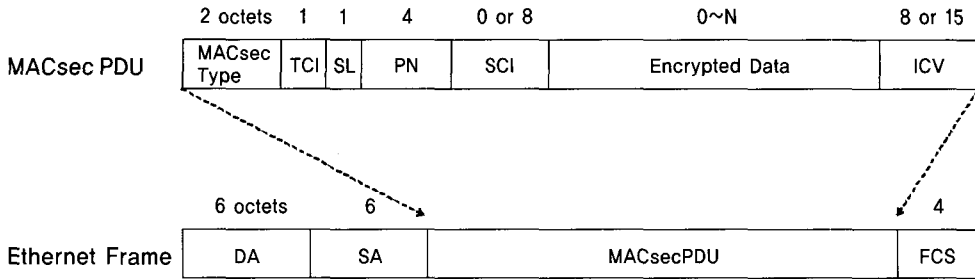 2 octets 1 1 4 0 or 8 0~N 8 or 15
MACsec PDU MACsec Type TCI SL PN SCI Encrypted Data ICV
6 octets 6 4
Ethernet Frame DA SA MACsecPDU FCS